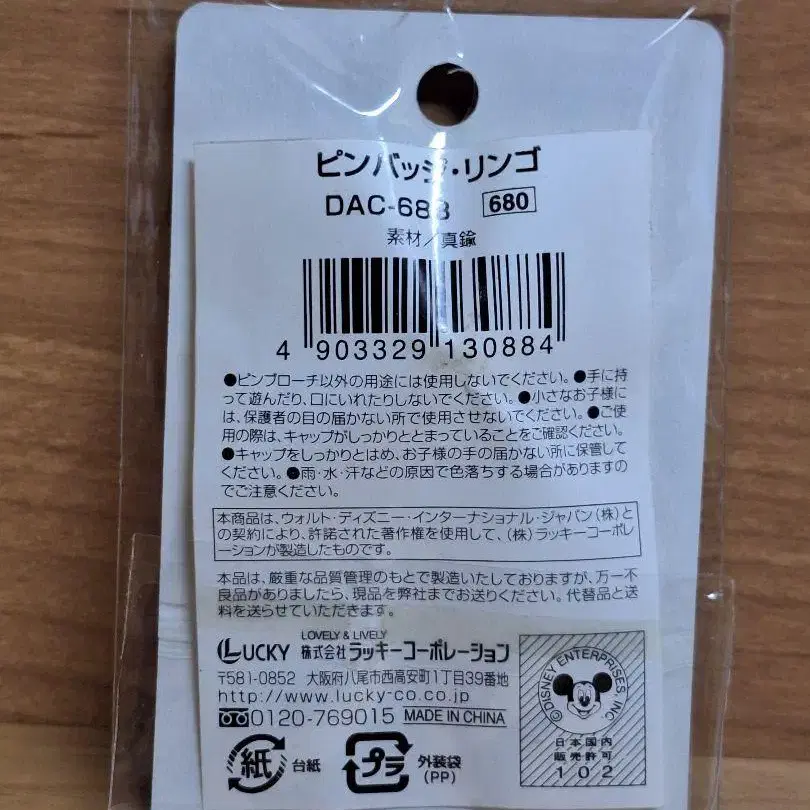 ピンバッジ・リンゴ
DAC-688 680
素材/真鍮
4 903329 130884
●ピンブローチ以外の用途には使用しないでください。●手に持
って遊んだり、口にいれたりしないでください。●小さなお子様に
は、保護者の目の届かない所で使用させないでください。●ご使
用の際は、キャップがしっかりととまっていることをご確認ください。
●キャップをしっかりとはめ、お子様の手の届かない所に保管して
ください。●雨・水・汗などの原因で色落ちする場合がありますの
でご注意ください。
本商品は、ウォルト・ディズニー・インターナショナル・ジャパン(株)と
の契約により、許諾された著作権を使用して、(株)ラッキーコーポレ
ーションが製造したものです。
本品は、厳重な品質管理のもとで製造いたしておりますが、万一不
良品がありましたら、現品を弊社までお送りください。代替品と送
料を送らせていただきます。
LUCKY LOVELY & LIVELY 株式会社ラッキーコーポレーション
〒581-0852 大阪府八尾市西高安町1丁目39番地
http://www.lucky-co.co.jp
0120-769015 MADE IN CHINA
©DISNEY ENTERPRISES, INC.
日本国内
販売許可
102
紙 台紙 プラ 外装袋
(PP)